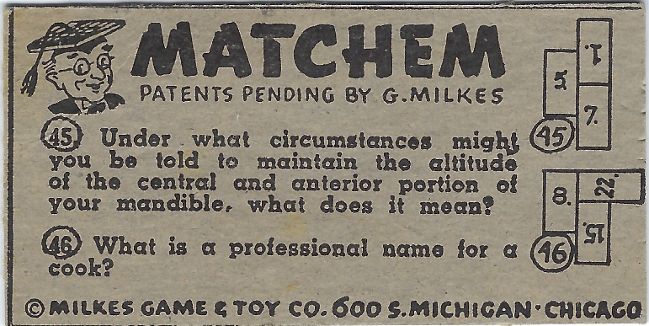 MATCHEM
PATENTS PENDING BY G. MILKES
45. Under what circumstances might
you be told to maintain the altitude
of the central and anterior portion of
your mandible, what does it mean?
46 What is a professional name for a
cook?
5.
1.
7.
45
8.
22.
15.
46
© MILKES GAME & TOY CO. 600 S. MICHIGAN · CHICAGO